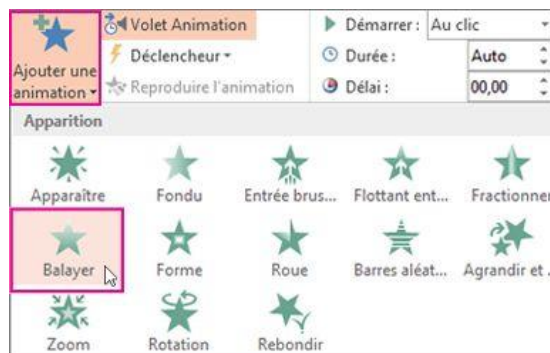 Ajouter une animation
Volet Animation
Déclencheur
Reproduire l'animation
Démarrer : Au clic
Durée : Auto
Délai : 00,00
Apparition
Apparaître Fondu Entrée brus... Flottant ent... Fractionner
Balayer Forme Roue Barres aléat... Agrandir et ...
Zoom Rotation Rebondir